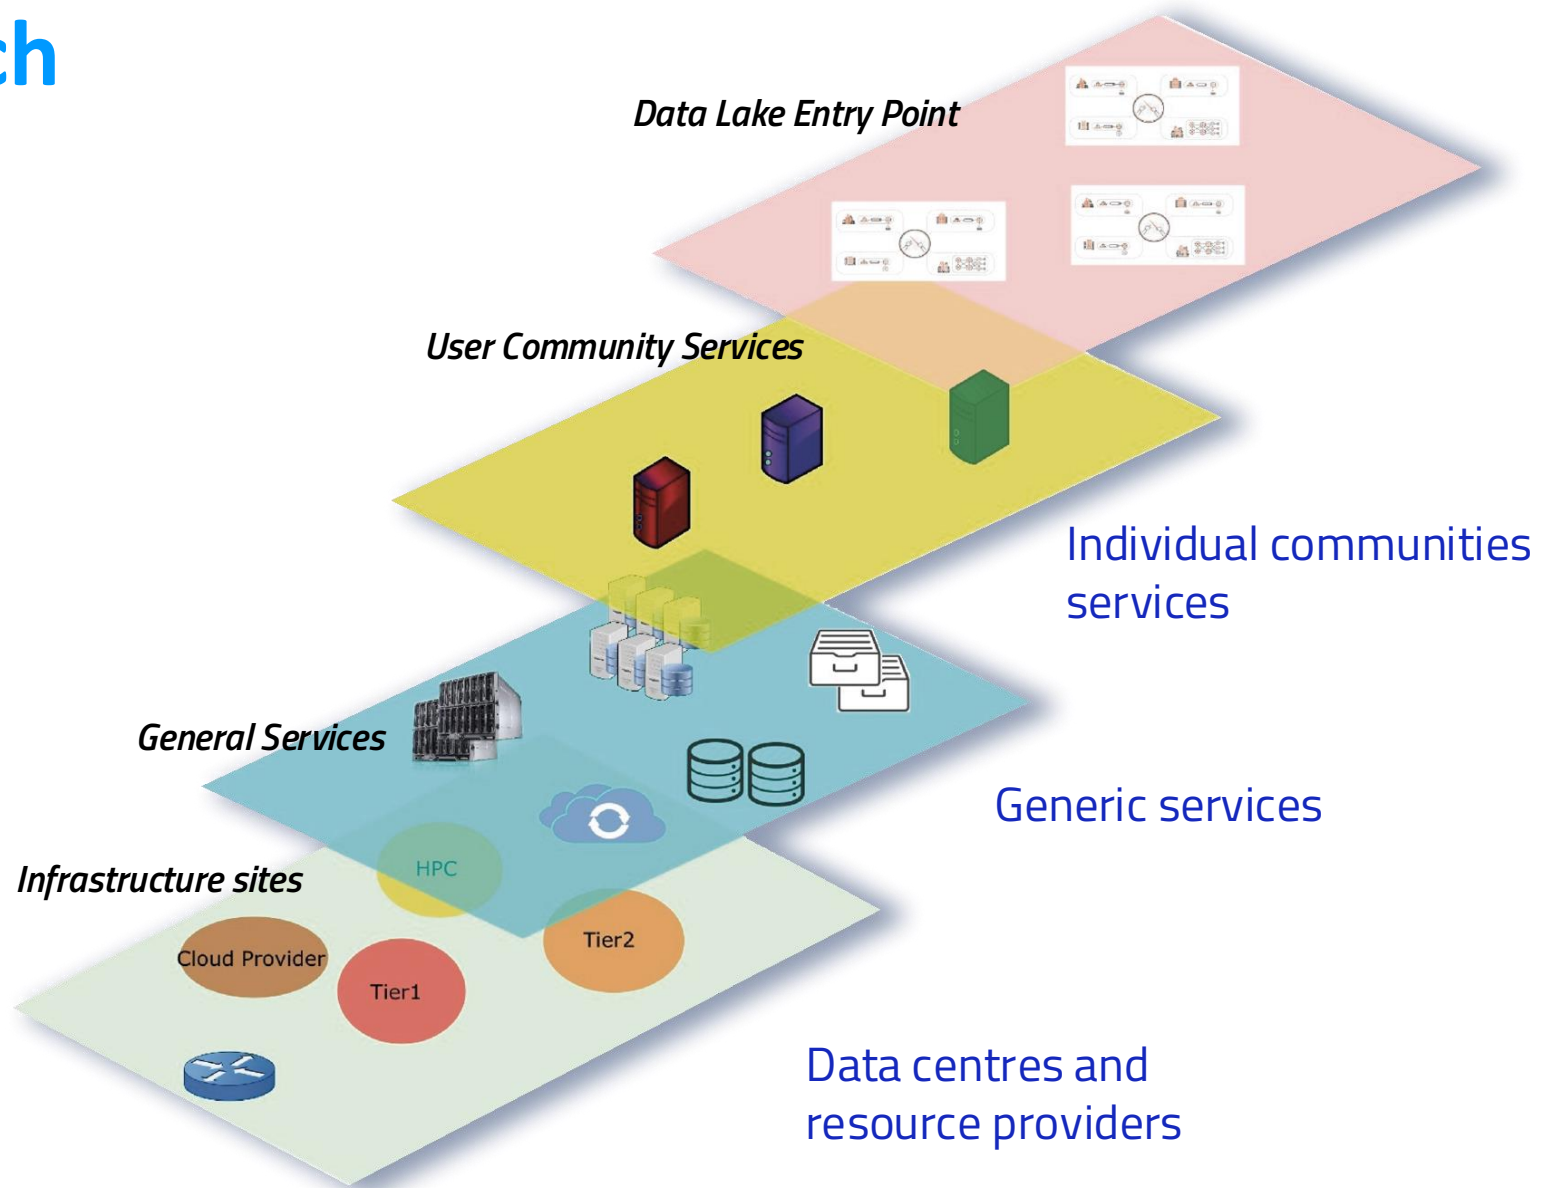 ch
Data Lake Entry Point
User Community Services
Individual communities
services
General Services
Generic services
HPC
Infrastructure sites
Tier2
Cloud Provider
Tier1
Data centres and
resource providers